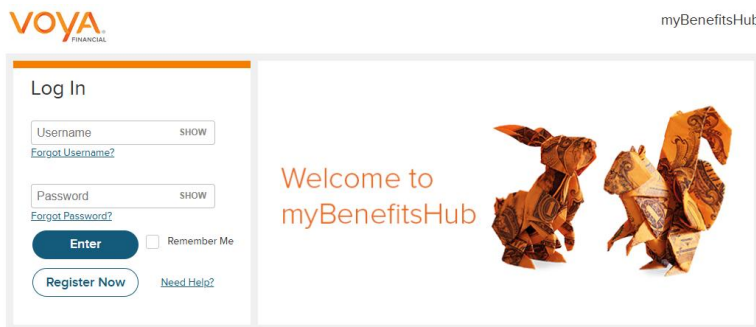 VOYA
FINANCIAL
myBenefitsHub
Log In
Username SHOW
Forgot Username?
Password SHOW
Forgot Password?
Enter Remember Me
Register Now Need Help?
Welcome to
myBenefitsHub